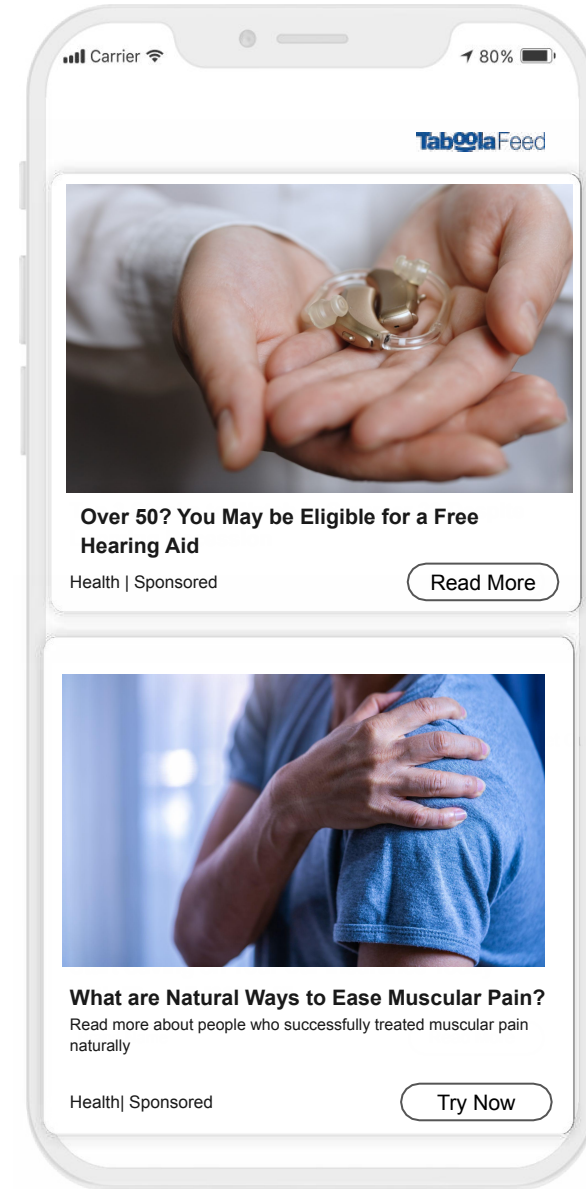 Carrier
80%
Taboola Feed
Over 50? You May be Eligible for a Free
Hearing Aid
Health | Sponsored
Read More
What are Natural Ways to Ease Muscular Pain?
Read more about people who successfully treated muscular pain
naturally
Health| Sponsored
Try Now